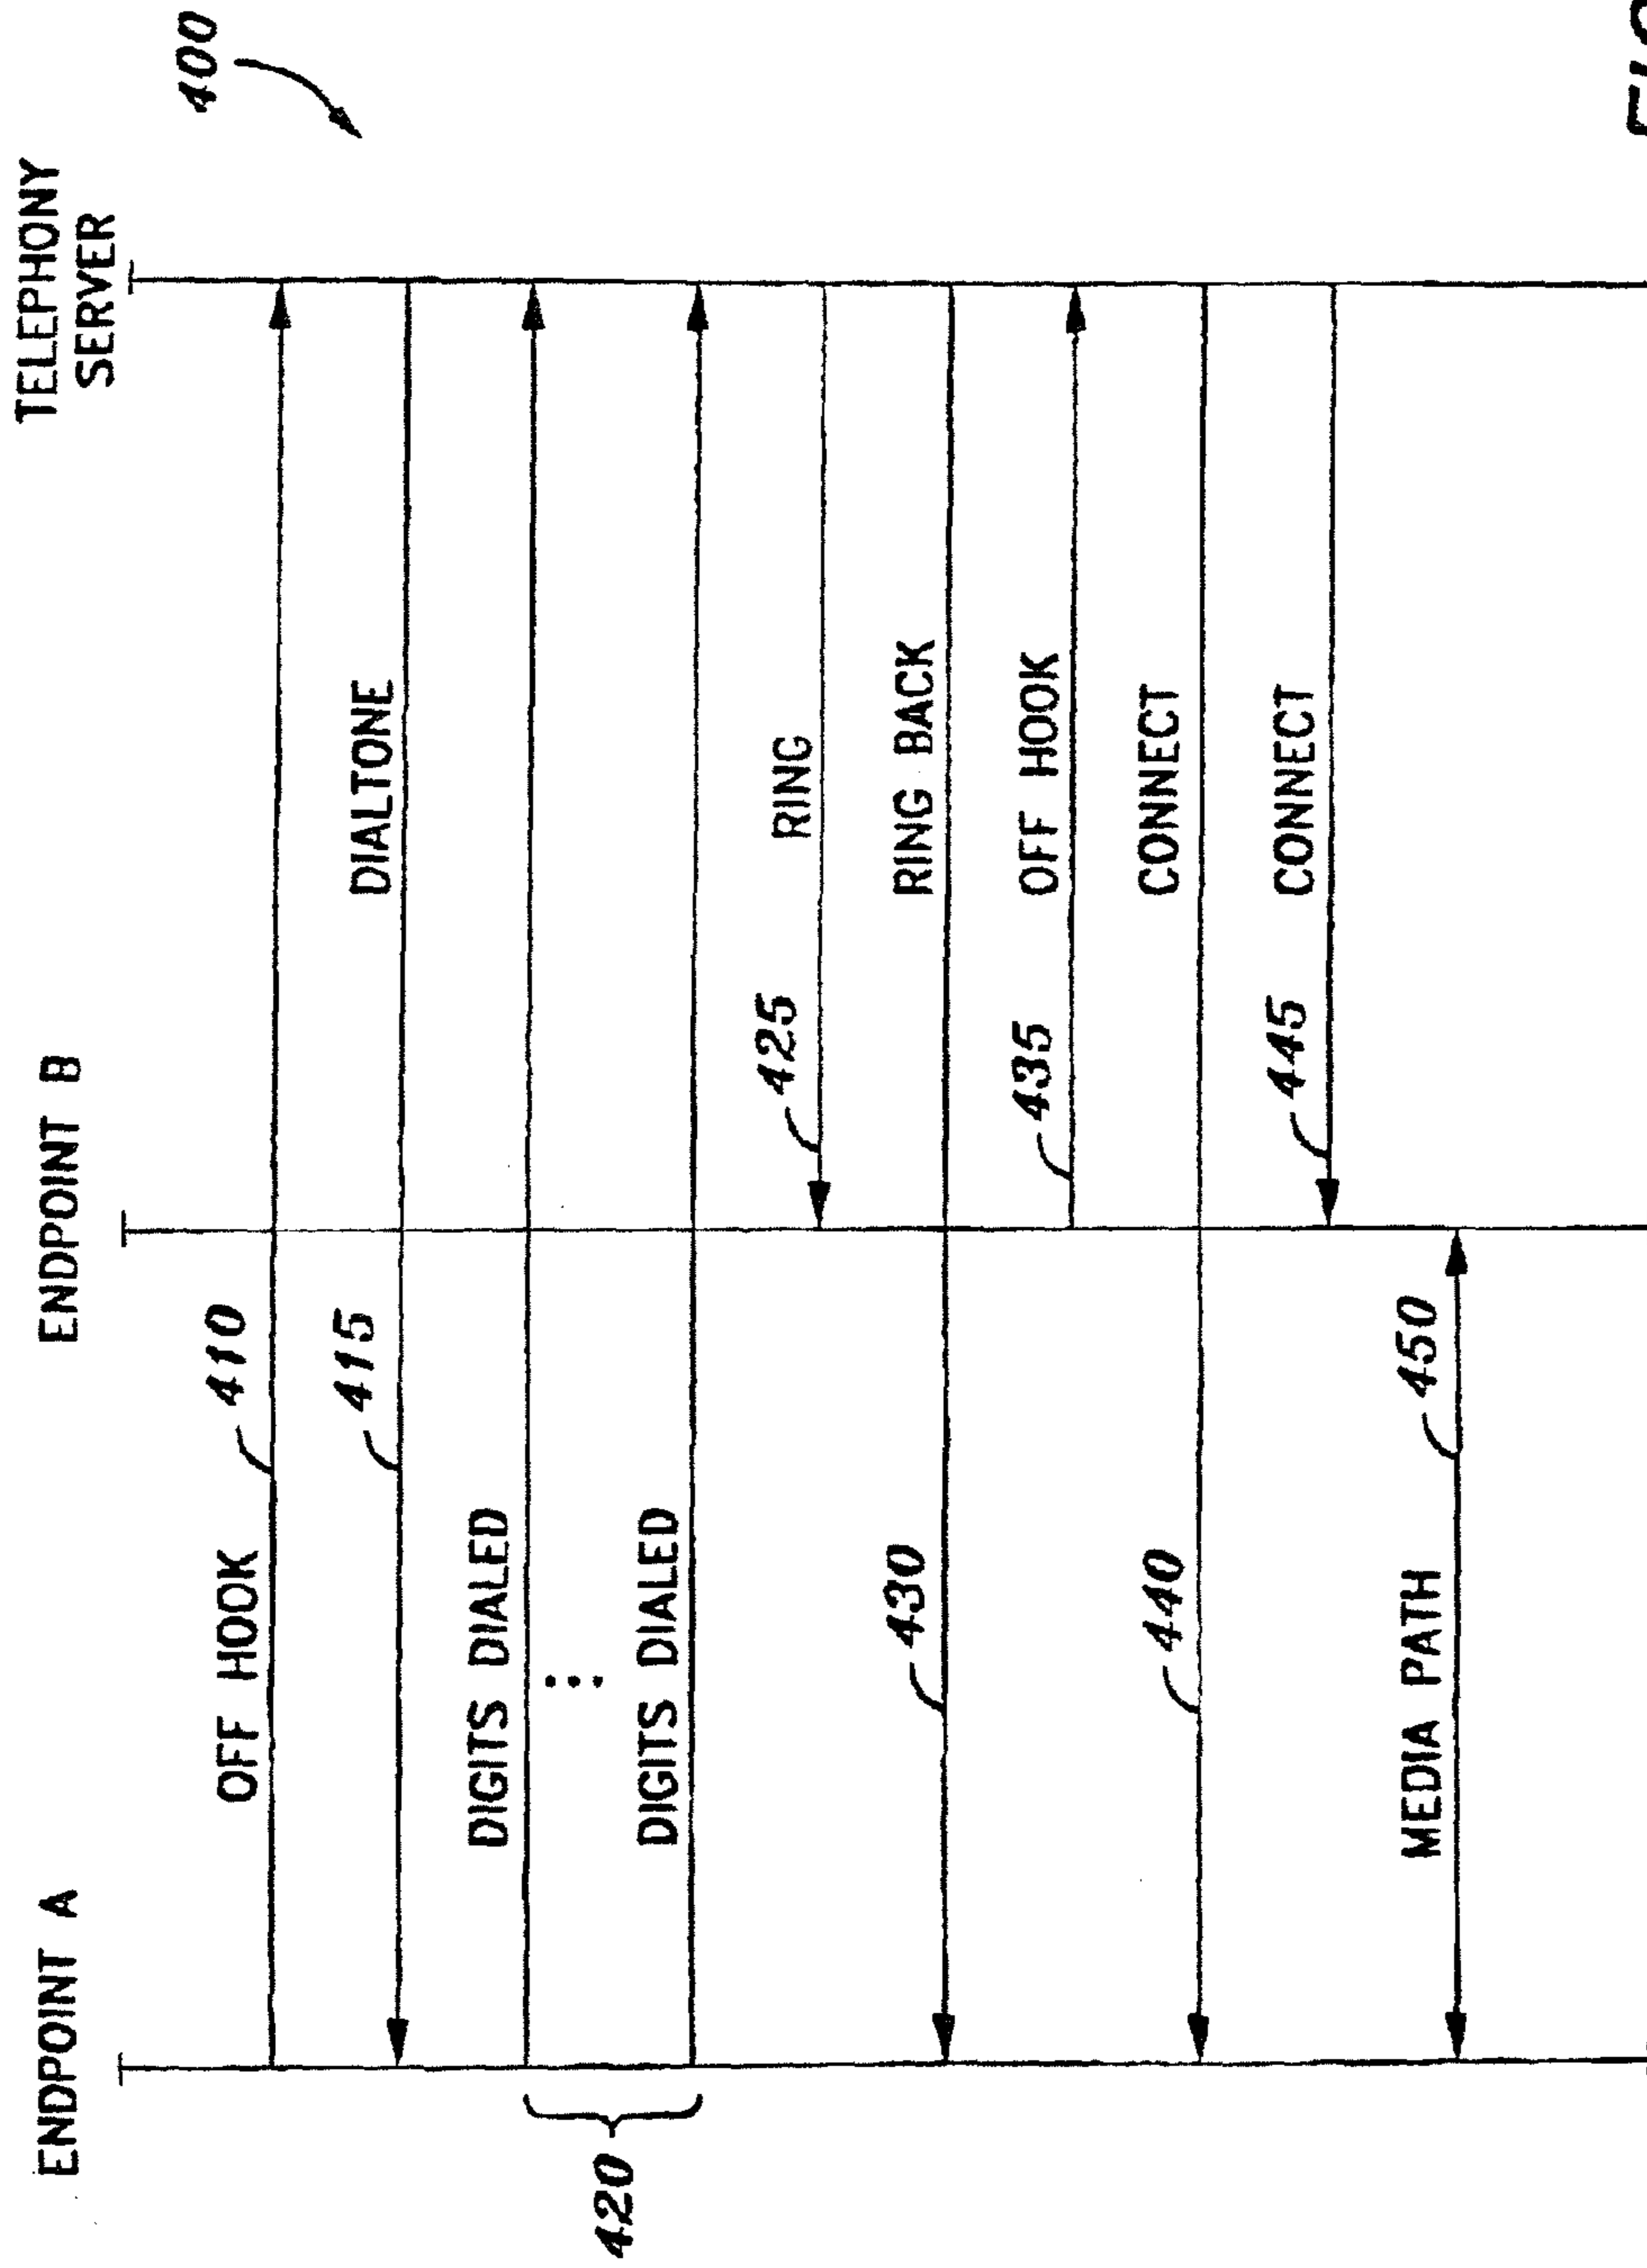 ENDPOINT A
ENDPOINT B
TELEPHONY
SERVER
400
OFF HOOK
410
415
DIALTONE
DIGITS DIALED
420
DIGITS DIALED
425
RING
430
RING BACK
435
OFF HOOK
440
CONNECT
445
CONNECT
MEDIA PATH
450